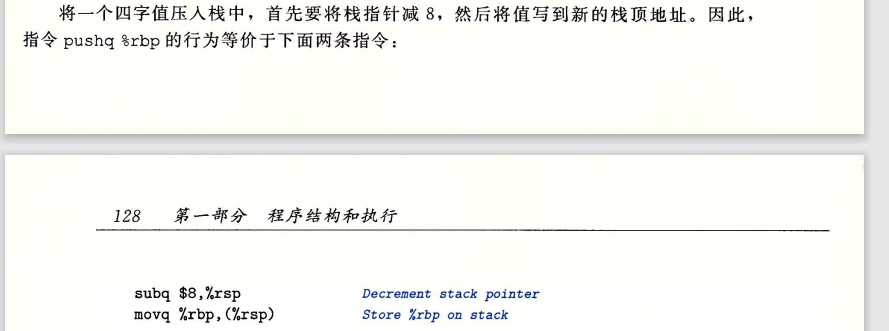 将一个四字值压入栈中，首先要将栈指针减 8，然后将值写到新的栈顶地址。因此，
指令 pushq %rbp 的行为等价于下面两条指令：
128 第一部分 程序结构和执行
subq $8,%rsp Decrement stack pointer
movq %rbp,(%rsp) Store %rbp on stack